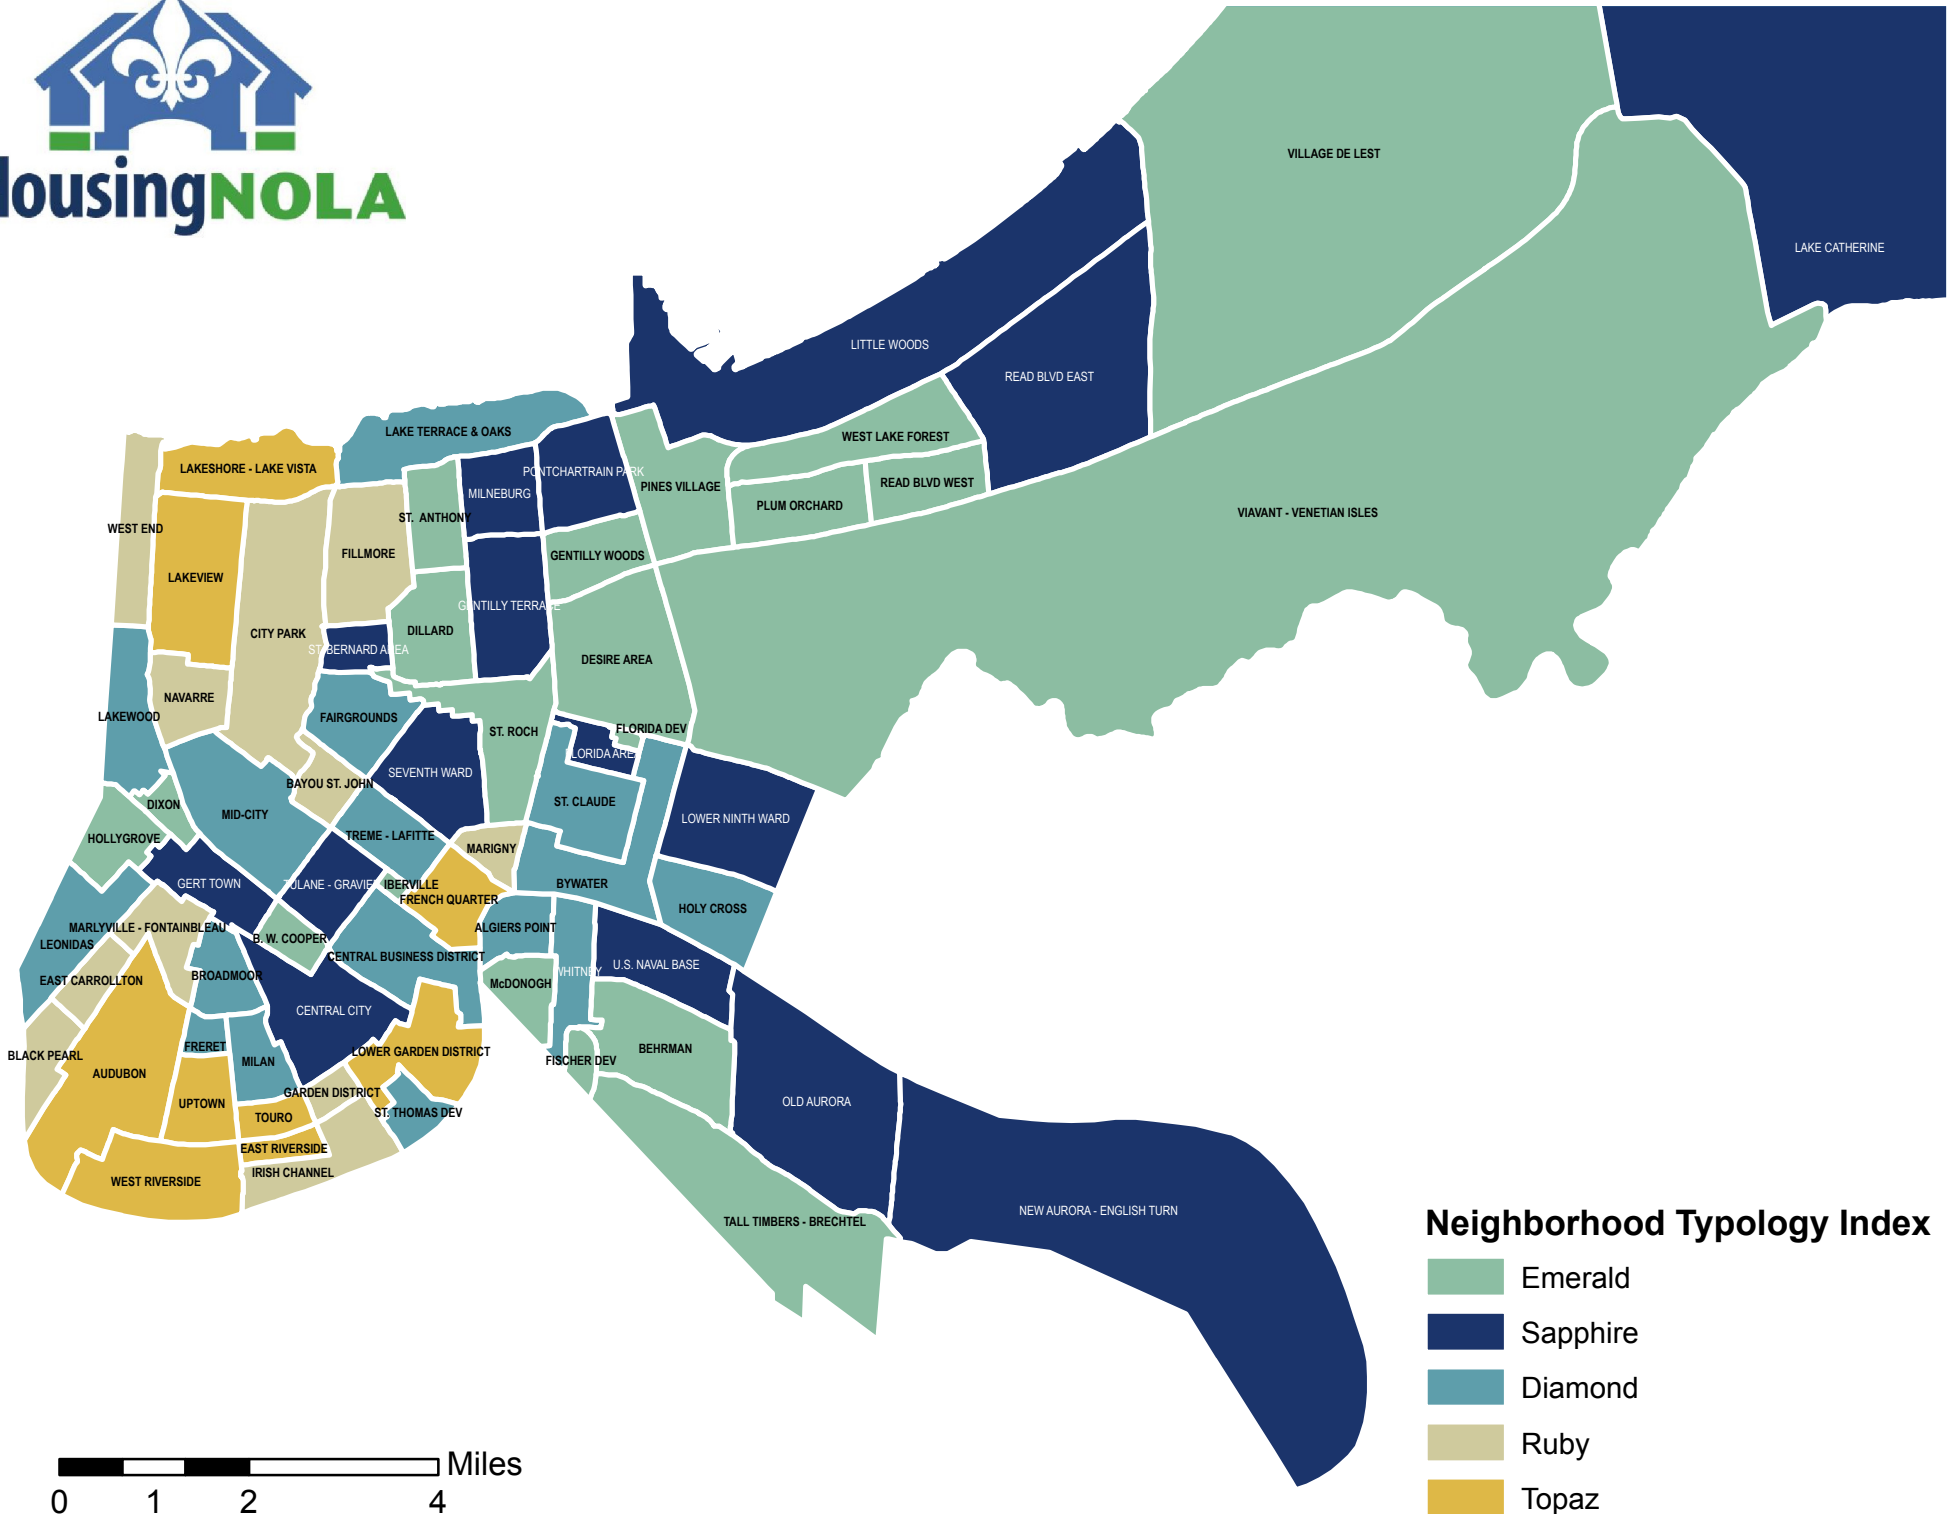 HousingNOLA
VILLAGE DE LEST
LAKE CATHERINE
LITTLE WOODS
READ BLVD EAST
LAKE TERRACE & OAKS
WEST LAKE FOREST
LAKESHORE - LAKE VISTA
PONTCHARTRAIN PARK
READ BLVD WEST
PINES VILLAGE
MILNEBURG
PLUM ORCHARD
VIAVANT - VENETIAN ISLES
ST. ANTHONY
WEST END
FILLMORE
GENTILLY WOODS
LAKEVIEW
GENTILLY TERRACE
DILLARD
CITY PARK
ST. BERNARD AREA
DESIRE AREA
NAVARRE
LAKEWOOD
FAIRGROUNDS
ST. ROCH
FLORIDA DEV
FLORIDA AREA
SEVENTH WARD
BAYOU ST. JOHN
ST. CLAUDE
DIXON
MID-CITY
LOWER NINTH WARD
TREME - LAFITTE
HOLLYGROVE
MARIGNY
GERT TOWN
TULANE - GRAVIER
IBERVILLE
BYWATER
FRENCH QUARTER
HOLY CROSS
MARLYVILLE - FONTAINBLEAU
ALGIERS POINT
B. W. COOPER
LEONIDAS
CENTRAL BUSINESS DISTRICT
U.S. NAVAL BASE
WHITNEY
BROADMOOR
EAST CARROLLTON
McDONOGH
CENTRAL CITY
FRERET
BEHRMAN
LOWER GARDEN DISTRICT
BLACK PEARL
MILAN
FISCHER DEV
AUDUBON
GARDEN DISTRICT
OLD AURORA
UPTOWN
ST. THOMAS DEV
TOURO
EAST RIVERSIDE
IRISH CHANNEL
WEST RIVERSIDE
NEW AURORA - ENGLISH TURN
TALL TIMBERS - BRECHTEL
Neighborhood Typology Index
Emerald
Sapphire
Diamond
Ruby
Topaz
Miles
0 1 2 4